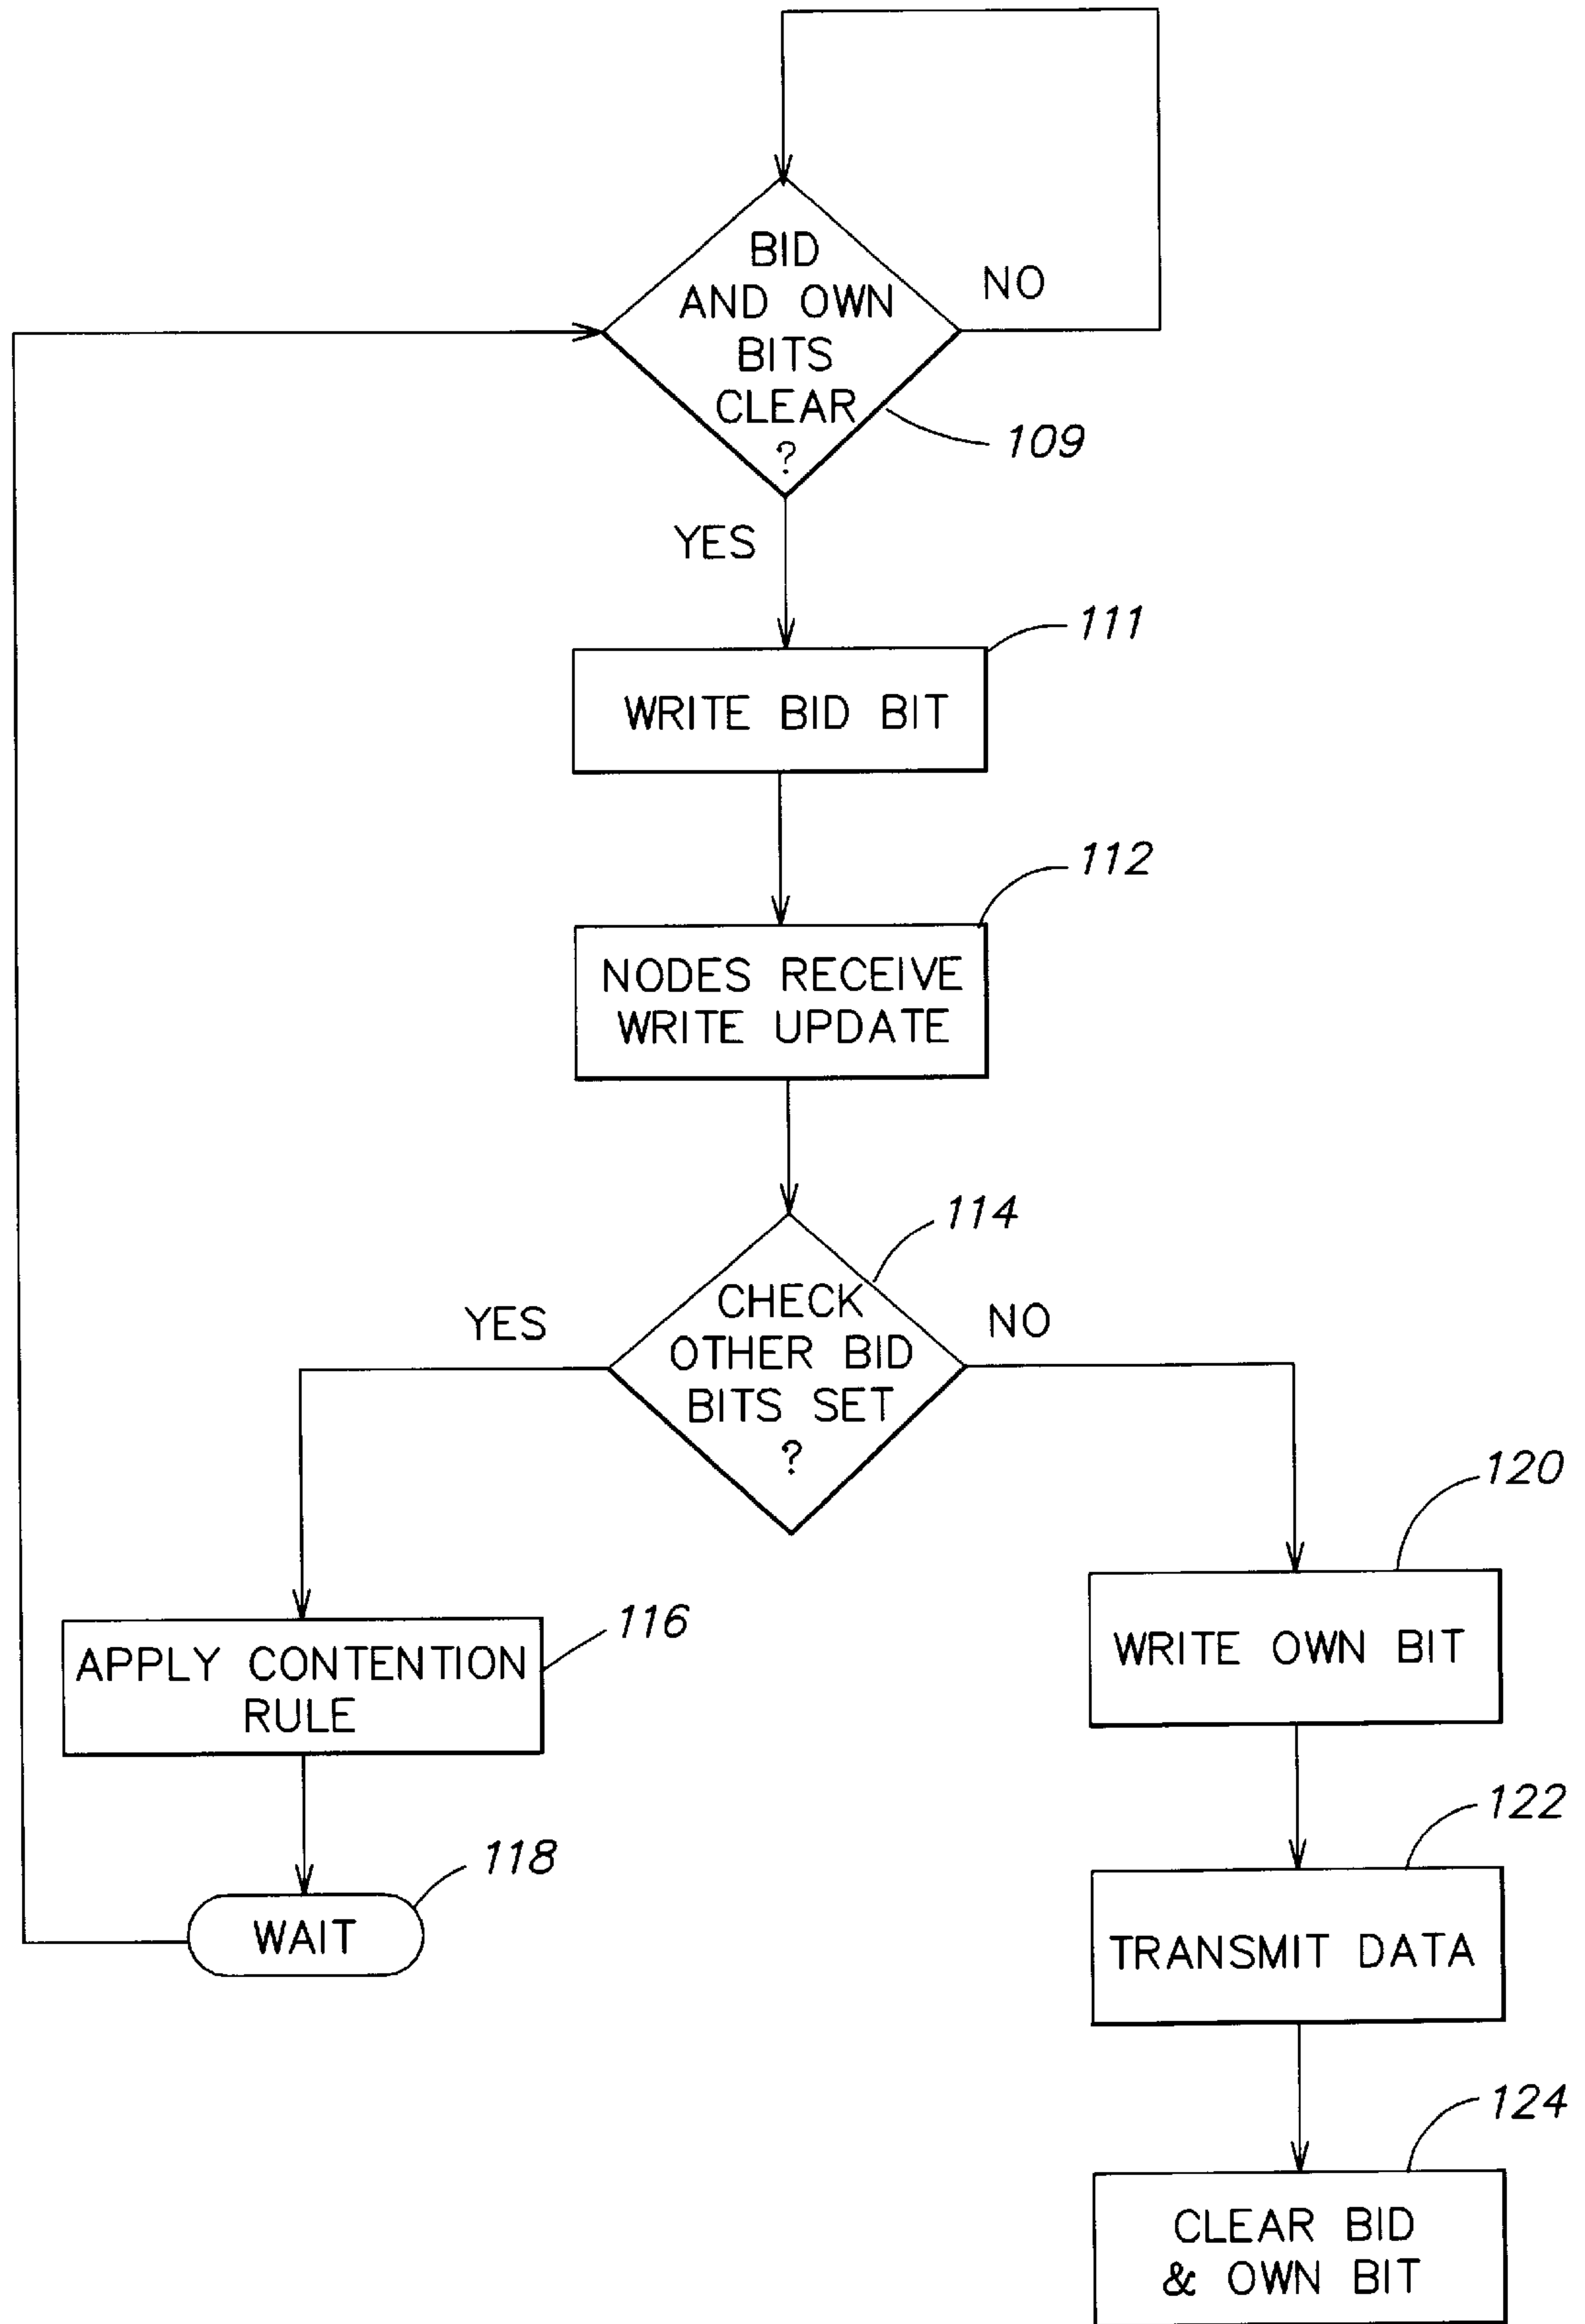 BID
AND OWN
BITS
CLEAR
?
NO
109
YES
111
WRITE BID BIT
112
NODES RECEIVE
WRITE UPDATE
114
CHECK
OTHER BID
BITS SET
?
YES
NO
120
116
APPLY CONTENTION
RULE
WRITE OWN BIT
122
118
WAIT
TRANSMIT DATA
124
CLEAR BID
& OWN BIT